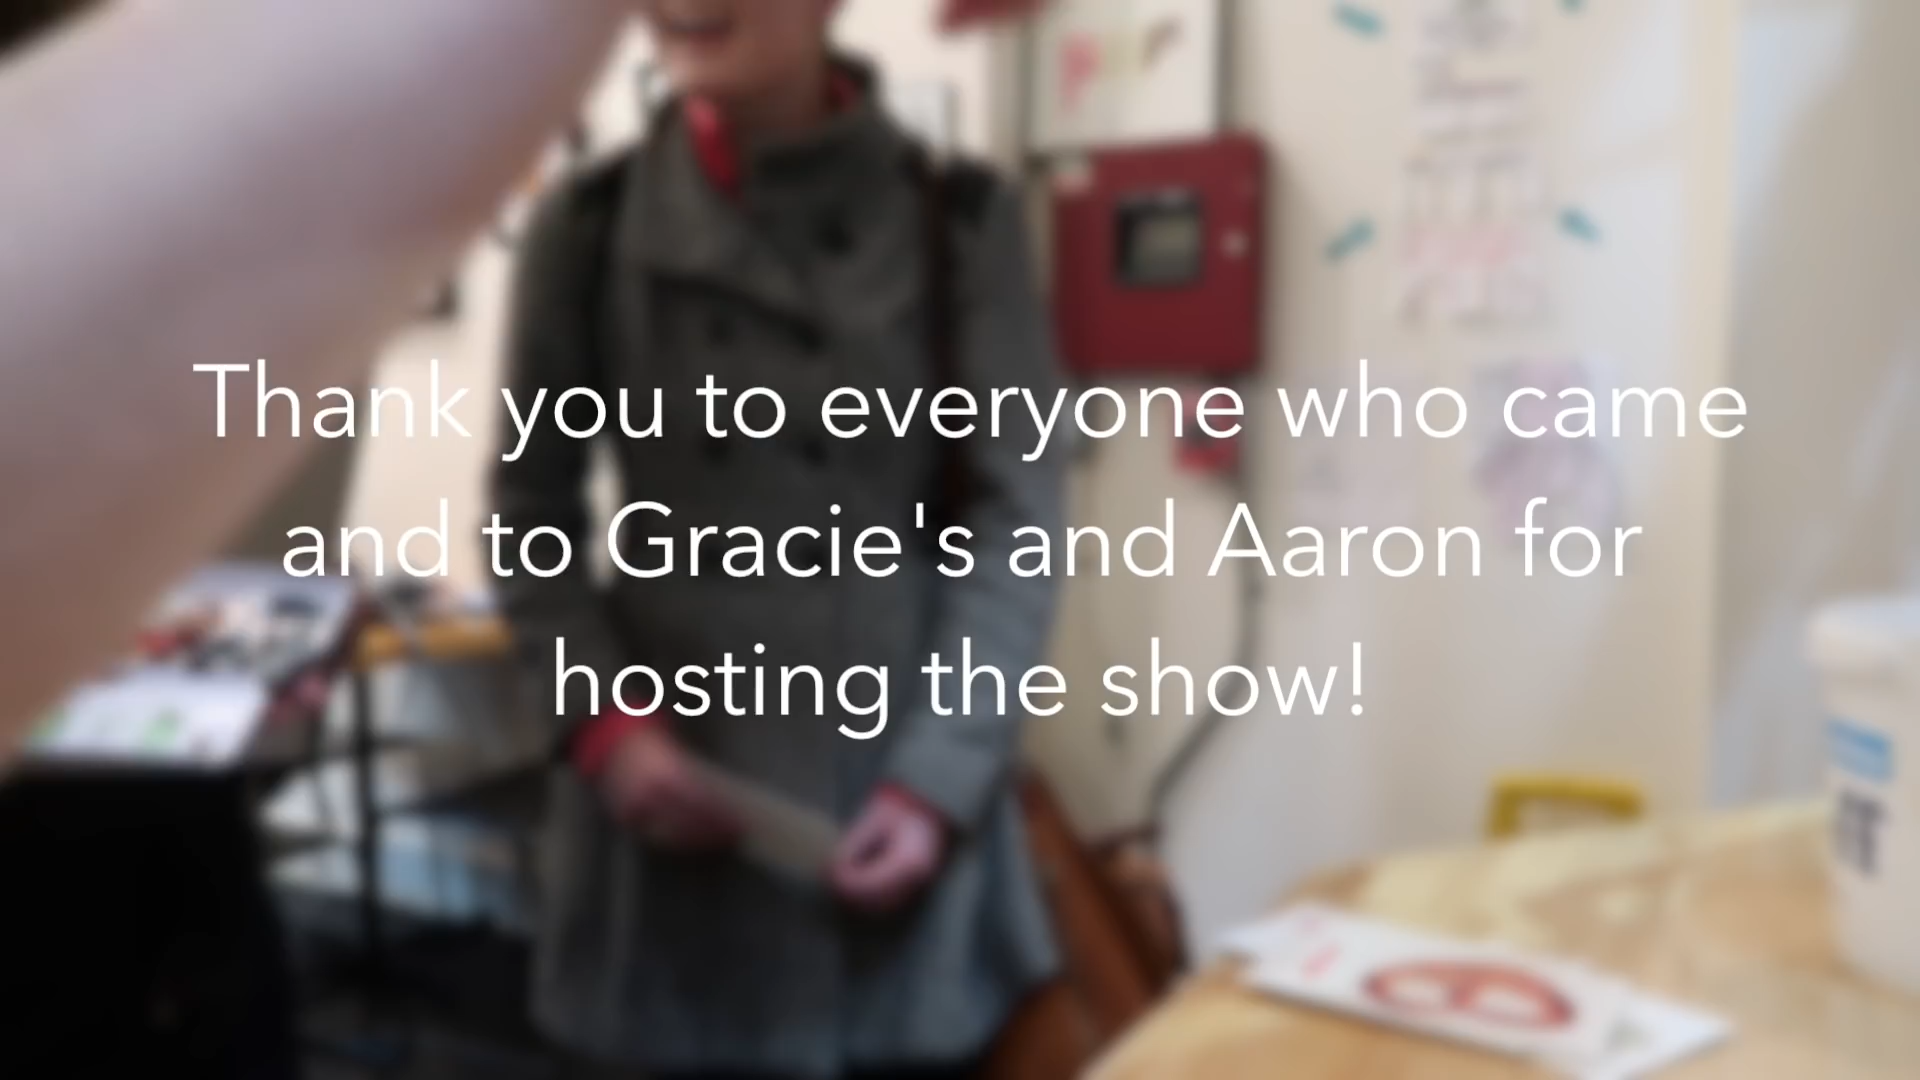 Thank you to everyone who came
and to Gracie's and Aaron for
hosting the show!